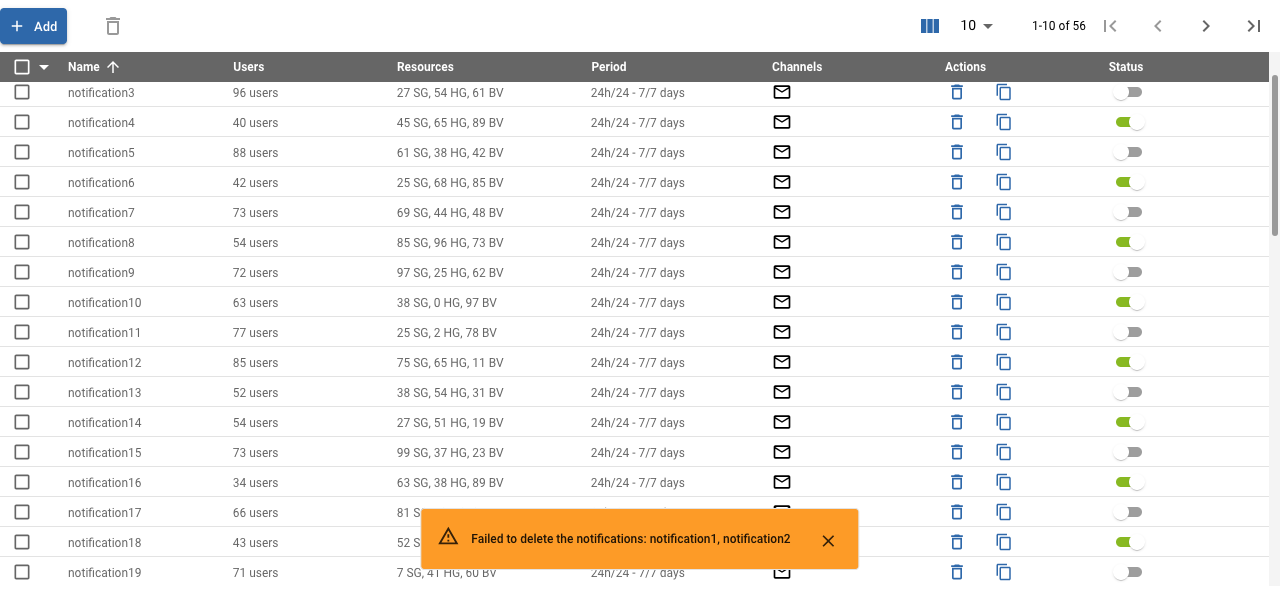 Add 10 1-10 of 56
Name Users Resources Period Channels Actions Status
notification3 96 users 27 SG, 54 HG, 61 BV 24h/24 - 7/7 days
notification4 40 users 45 SG, 65 HG, 89 BV 24h/24 - 7/7 days
notification5 88 users 61 SG, 38 HG, 42 BV 24h/24 - 7/7 days
notification6 42 users 25 SG, 68 HG, 85 BV 24h/24 - 7/7 days
notification7 73 users 69 SG, 44 HG, 48 BV 24h/24 - 7/7 days
notification8 54 users 85 SG, 96 HG, 73 BV 24h/24 - 7/7 days
notification9 72 users 97 SG, 25 HG, 62 BV 24h/24 - 7/7 days
notification10 63 users 38 SG, 0 HG, 97 BV 24h/24 - 7/7 days
notification11 77 users 25 SG, 2 HG, 78 BV 24h/24 - 7/7 days
notification12 85 users 75 SG, 65 HG, 11 BV 24h/24 - 7/7 days
notification13 52 users 38 SG, 54 HG, 31 BV 24h/24 - 7/7 days
notification14 54 users 27 SG, 51 HG, 19 BV 24h/24 - 7/7 days
notification15 73 users 99 SG, 37 HG, 23 BV 24h/24 - 7/7 days
notification16 34 users 63 SG, 38 HG, 89 BV 24h/24 - 7/7 days
notification17 66 users 81
notification18 43 users 52
Failed to delete the notifications: notification1, notification2
notification19 71 users 7 SG, 41 HG, 60 BV 24h/24 - 7/7 days